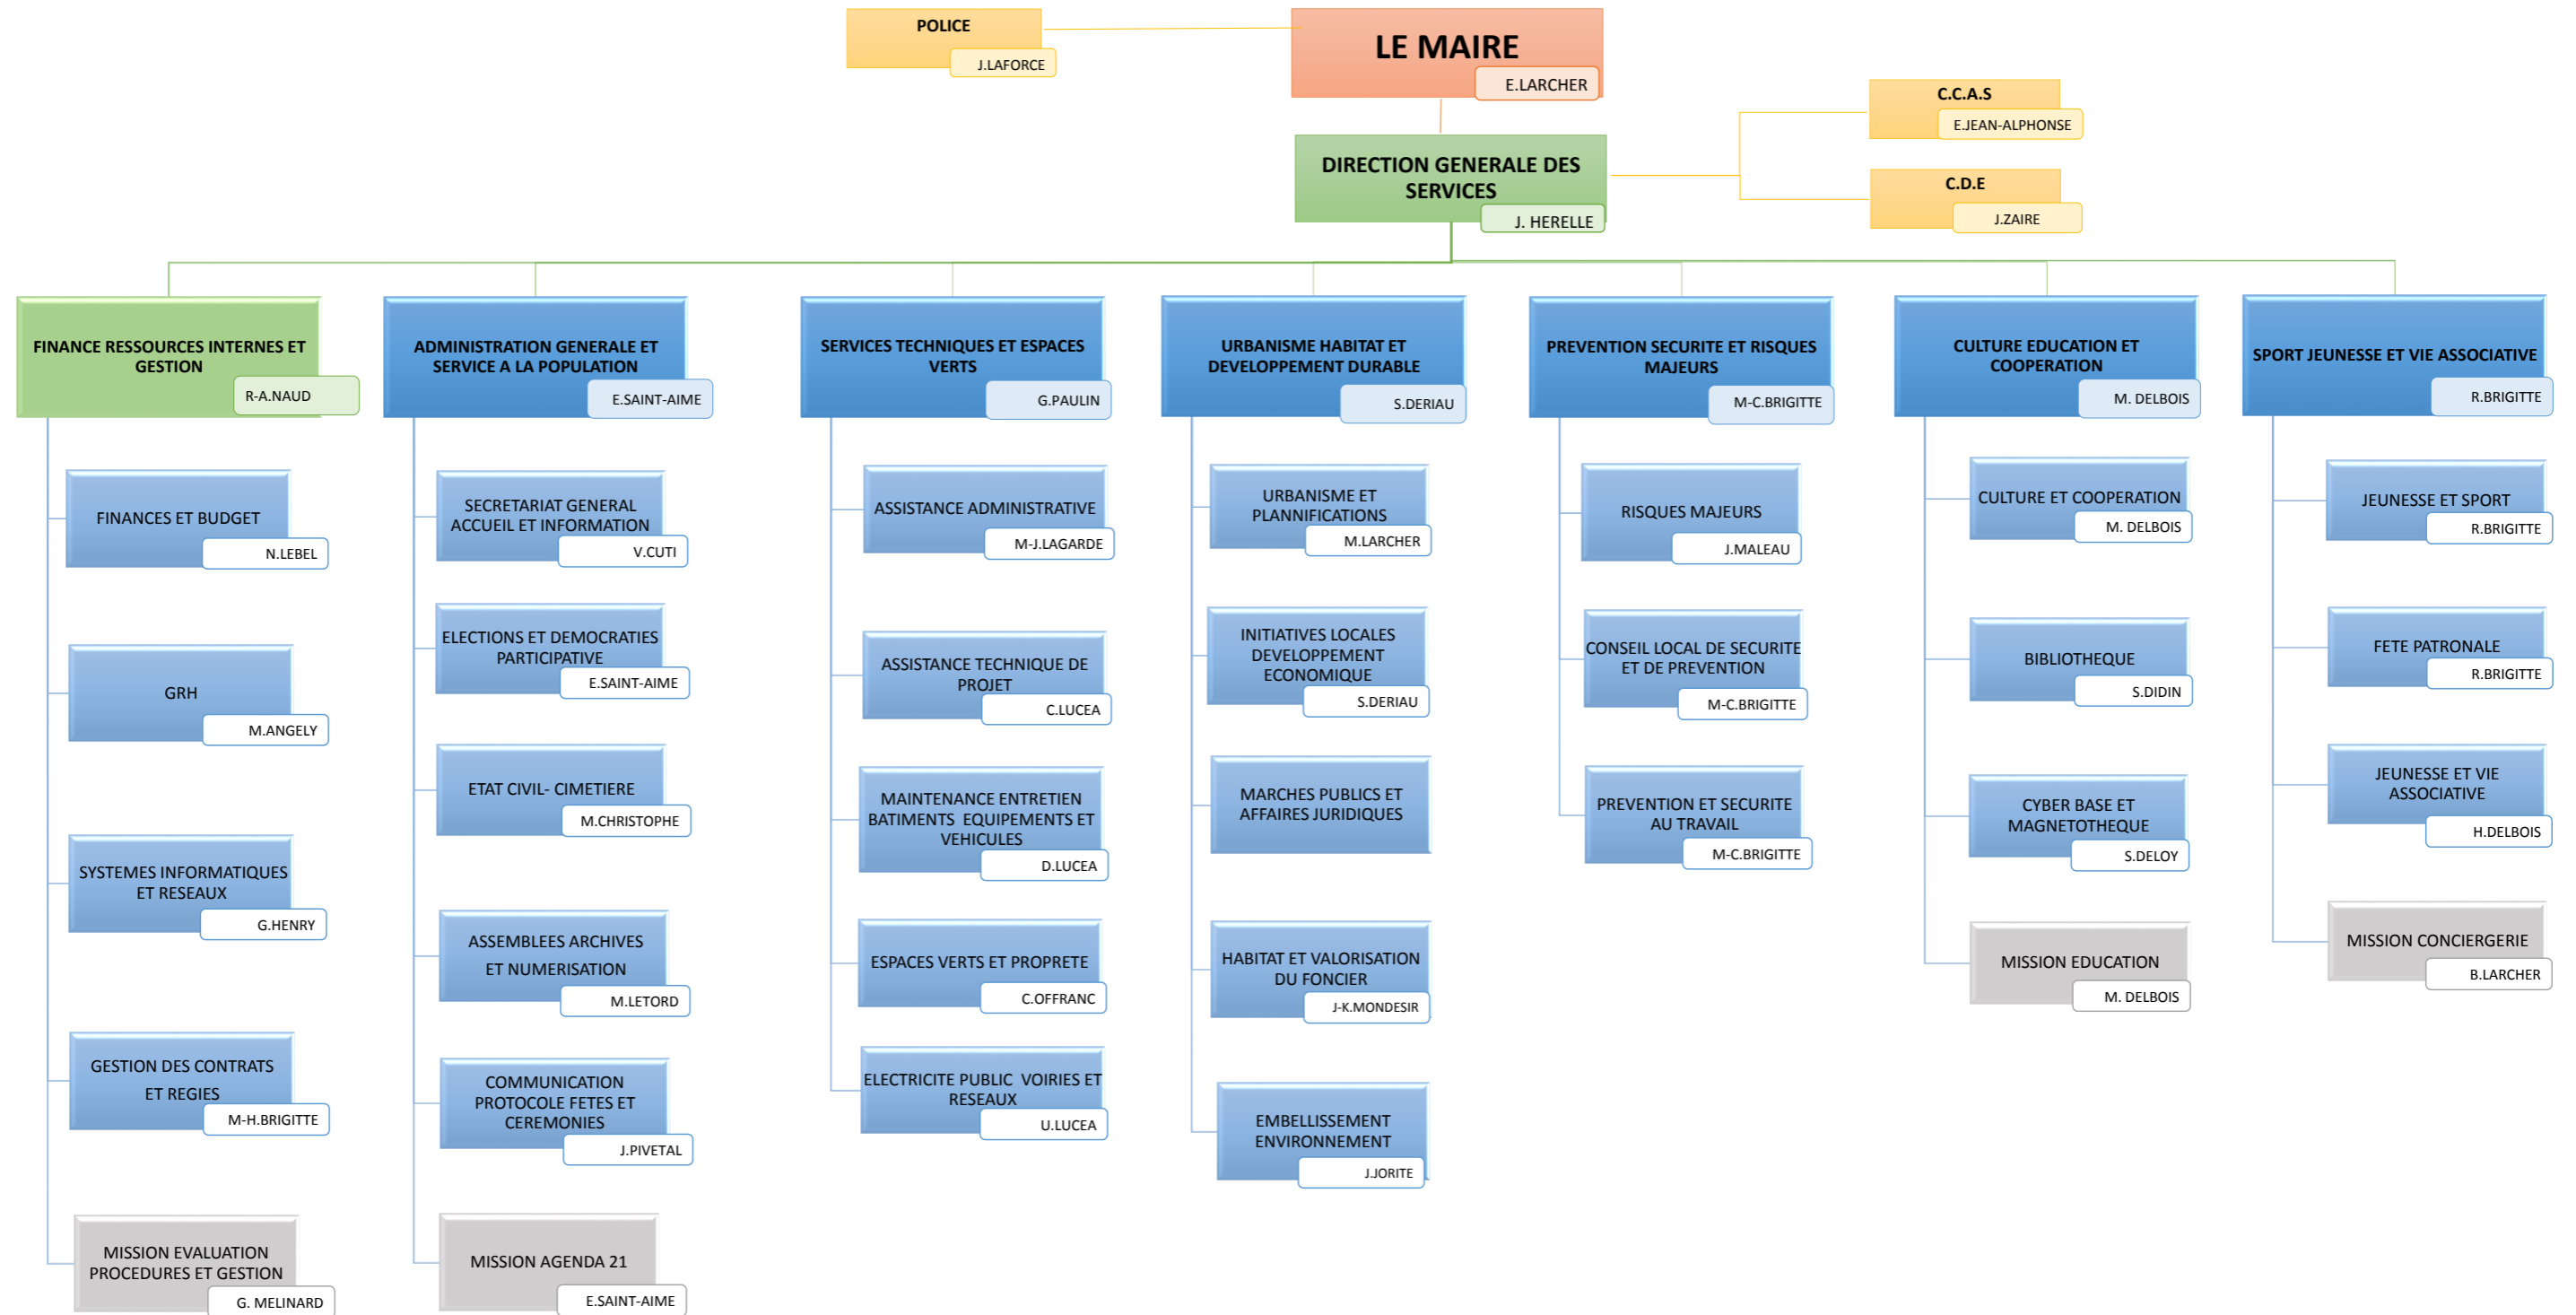 POLICE
J.LAFORCE
LE MAIRE
E.LARCHER
C.C.A.S
E.JEAN-ALPHONSE
DIRECTION GENERALE DES
SERVICES
J. HERELLE
C.D.E
J.ZAIRE
FINANCE RESSOURCES INTERNES ET
GESTION
R-A.NAUD
FINANCES ET BUDGET
N.LEBEL
GRH
M.ANGELY
SYSTEMES INFORMATIQUES
ET RESEAUX
G.HENRY
GESTION DES CONTRATS
ET REGIES
M-H.BRIGITTE
MISSION EVALUATION
PROCEDURES ET GESTION
G. MELINARD
ADMINISTRATION GENERALE ET
SERVICE A LA POPULATION
E.SAINT-AIME
SECRETARIAT GENERAL
ACCUEIL ET INFORMATION
V.CUTI
ELECTIONS ET DEMOCRATIES
PARTICIPATIVE
E.SAINT-AIME
ETAT CIVIL- CIMETIERE
M.CHRISTOPHE
ASSEMBLEES ARCHIVES
ET NUMERISATION
M.LETORD
COMMUNICATION
PROTOCOLE FETES ET
CEREMONIES
J.PIVETAL
MISSION AGENDA 21
E.SAINT-AIME
SERVICES TECHNIQUES ET ESPACES
VERTS
G.PAULIN
ASSISTANCE ADMINISTRATIVE
M-J.LAGARDE
ASSISTANCE TECHNIQUE DE
PROJET
C.LUCEA
MAINTENANCE ENTRETIEN
BATIMENTS EQUIPEMENTS ET
VEHICULES
D.LUCEA
ESPACES VERTS ET PROPRETE
C.OFFRANC
ELECTRICITE PUBLIC VOIRIES ET
RESEAUX
U.LUCEA
URBANISME HABITAT ET
DEVELOPPEMENT DURABLE
S.DERIAU
URBANISME ET
PLANNIFICATIONS
M.LARCHER
INITIATIVES LOCALES
DEVELOPPEMENT
ECONOMIQUE
S.DERIAU
MARCHES PUBLICS ET
AFFAIRES JURIDIQUES
HABITAT ET VALORISATION
DU FONCIER
J-K.MONDESIR
EMBELLISSEMENT
ENVIRONNEMENT
J.JORITE
PREVENTION SECURITE ET RISQUES
MAJEURS
M-C.BRIGITTE
RISQUES MAJEURS
J.MALEAU
CONSEIL LOCAL DE SECURITE
ET DE PREVENTION
M-C.BRIGITTE
PREVENTION ET SECURITE
AU TRAVAIL
M-C.BRIGITTE
CULTURE EDUCATION ET
COOPERATION
M. DELBOIS
CULTURE ET COOPERATION
M. DELBOIS
BIBLIOTHEQUE
S.DIDIN
CYBER BASE ET
MAGNETOTHEQUE
S.DELOY
MISSION EDUCATION
M. DELBOIS
SPORT JEUNESSE ET VIE ASSOCIATIVE
R.BRIGITTE
JEUNESSE ET SPORT
R.BRIGITTE
FETE PATRONALE
R.BRIGITTE
JEUNESSE ET VIE
ASSOCIATIVE
H.DELBOIS
MISSION CONCIERGERIE
B.LARCHER